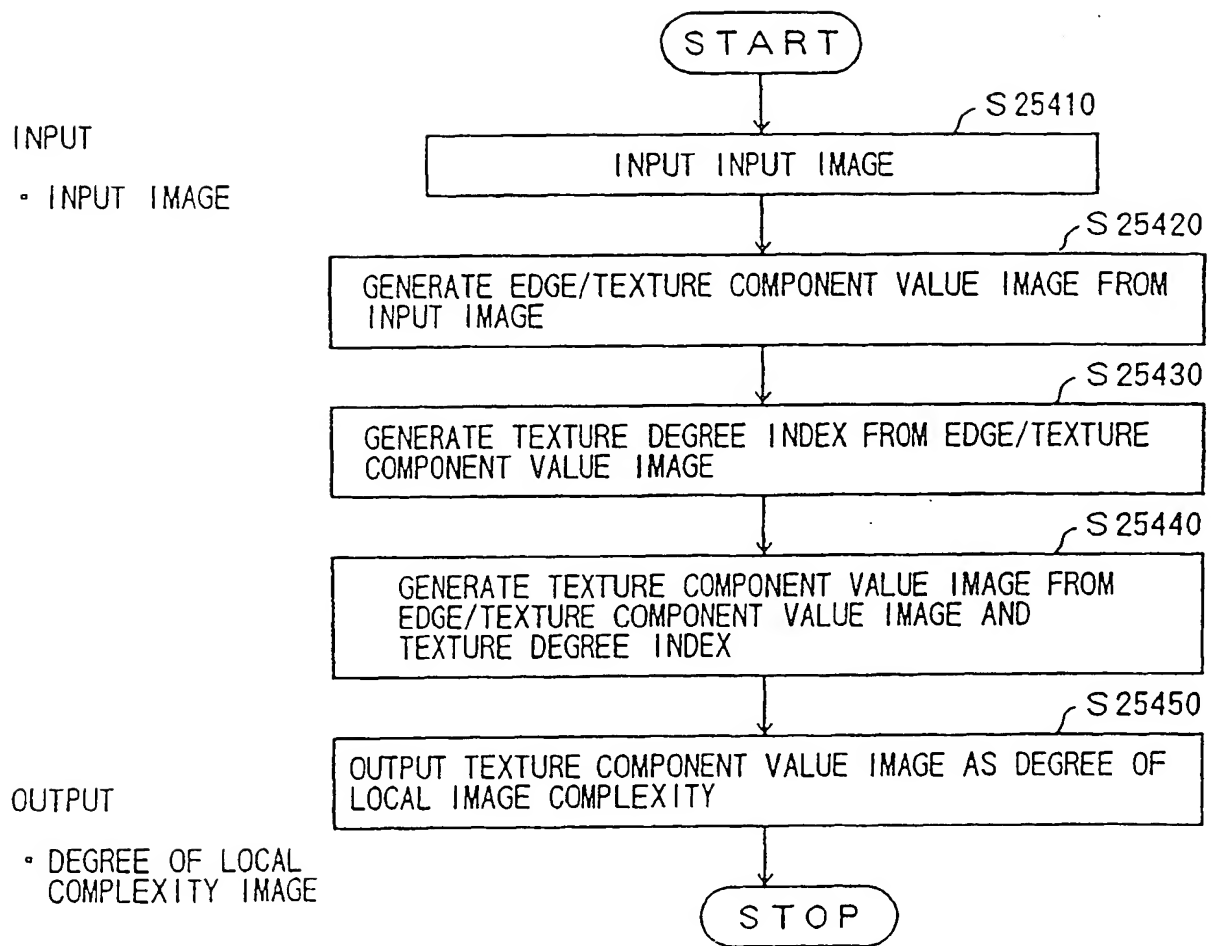 START
S25410
INPUT
INPUT INPUT IMAGE
▫ INPUT IMAGE
S25420
GENERATE EDGE/TEXTURE COMPONENT VALUE IMAGE FROM
INPUT IMAGE
S25430
GENERATE TEXTURE DEGREE INDEX FROM EDGE/TEXTURE
COMPONENT VALUE IMAGE
S25440
GENERATE TEXTURE COMPONENT VALUE IMAGE FROM
EDGE/TEXTURE COMPONENT VALUE IMAGE AND
TEXTURE DEGREE INDEX
S25450
OUTPUT TEXTURE COMPONENT VALUE IMAGE AS DEGREE OF
LOCAL IMAGE COMPLEXITY
OUTPUT
▫ DEGREE OF LOCAL
COMPLEXITY IMAGE
STOP